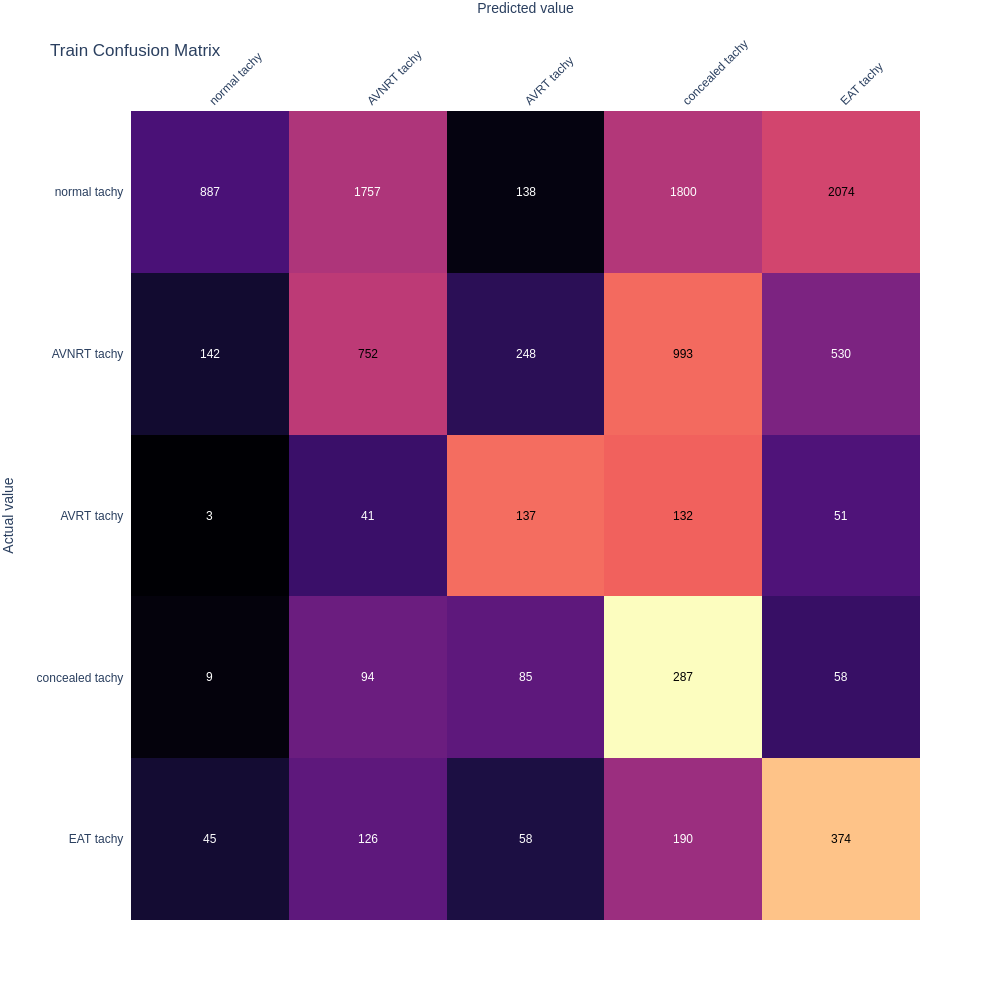 Predicted value
Train Confusion Matrix
normal tachy
AVNRT tachy
AVRT tachy
concealed tachy
EAT tachy
Actual value
normal tachy 887 1757 138 1800 2074
AVNRT tachy 142 752 248 993 530
AVRT tachy 3 41 137 132 51
concealed tachy 9 94 85 287 58
EAT tachy 45 126 58 190 374